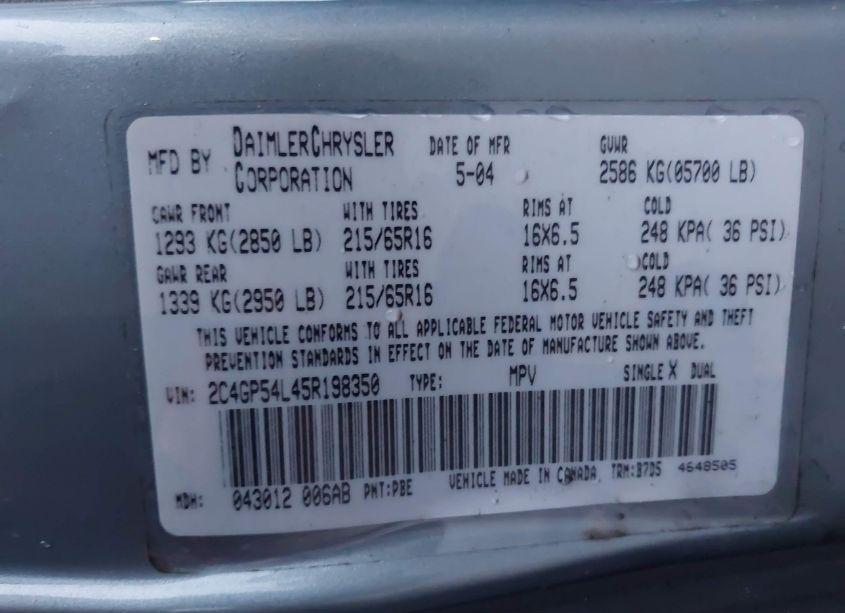 MFD BY DAIMLERCHRYSLER CORPORATION DATE OF MFR 5-04 GVWR 2586 KG(05700 LB)
GAWR FRONT WITH TIRES RIMS AT COLD
1293 KG(2850 LB) 215/65R16 16X6.5 248 KPA( 36 PSI)
GAWR REAR WITH TIRES RIMS AT COLD
1339 KG(2950 LB) 215/65R16 16X6.5 248 KPA( 36 PSI)
THIS VEHICLE CONFORMS TO ALL APPLICABLE FEDERAL MOTOR VEHICLE SAFETY AND THEFT
PREVENTION STANDARDS IN EFFECT ON THE DATE OF MANUFACTURE SHOWN ABOVE.
VIN: 2C4GP54L45R198350 TYPE: MPV SINGLE X DUAL
MDH: 043012 006AB PNT:PBE VEHICLE MADE IN CANADA TRM:B7D5 4648505